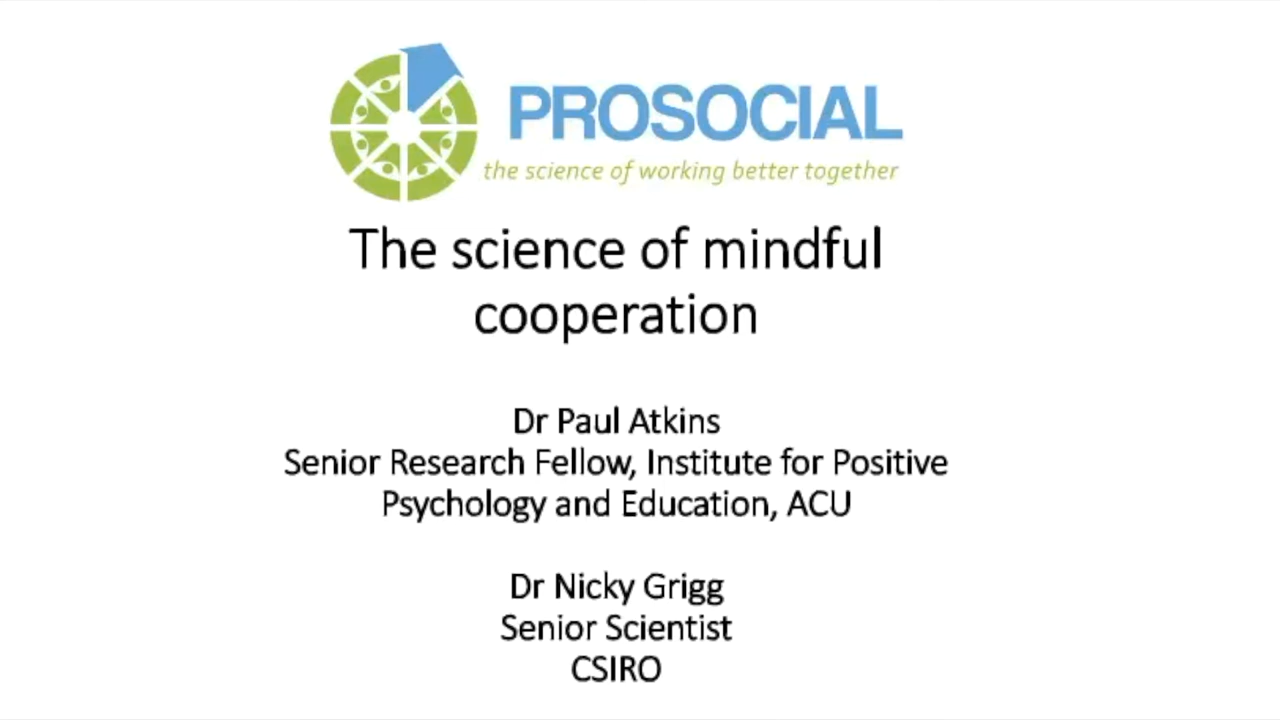 PROSOCIAL
the science of working better together
The science of mindful
cooperation
Dr Paul Atkins
Senior Research Fellow, Institute for Positive
Psychology and Education, ACU
Dr Nicky Grigg
Senior Scientist
CSIRO